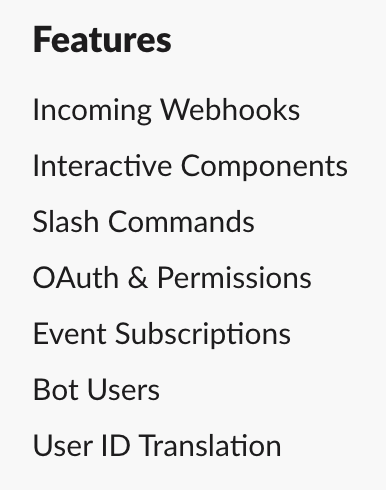 Features
Incoming Webhooks
Interactive Components
Slash Commands
OAuth & Permissions
Event Subscriptions
Bot Users
User ID Translation